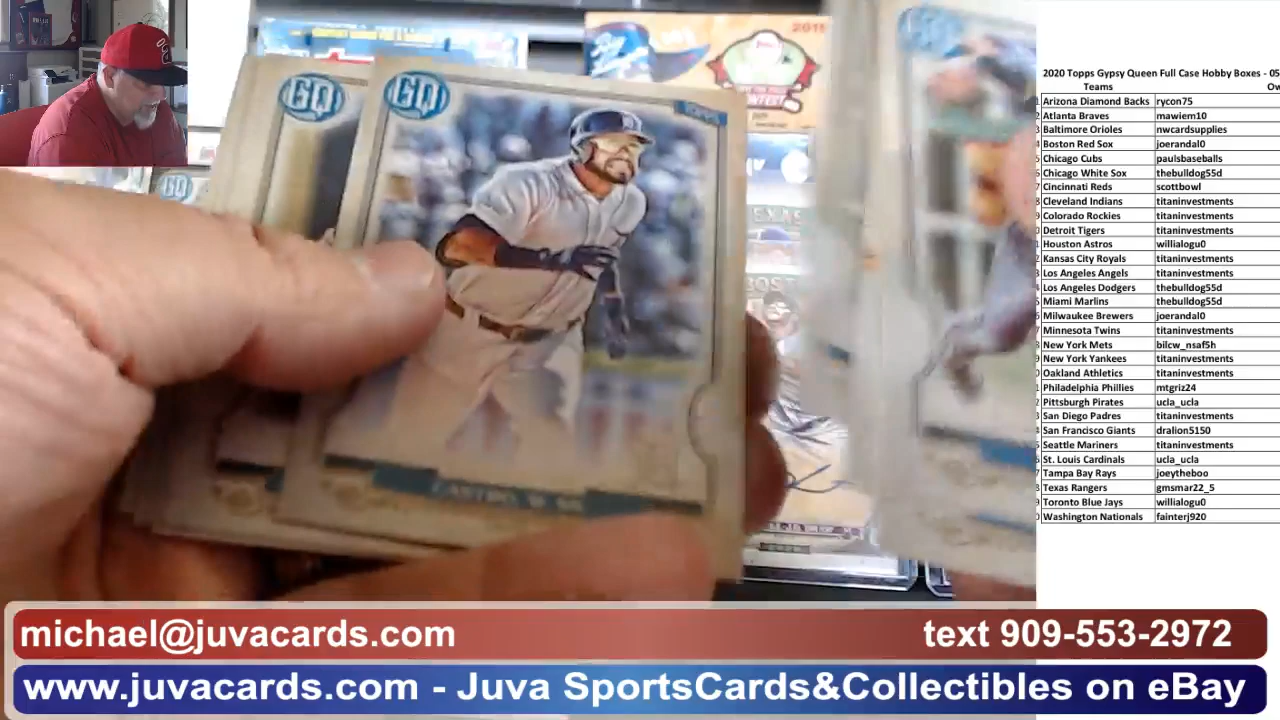 2020 Topps Gypsy Queen Full Case Hobby Boxes - 05
Teams Ow
Arizona Diamond Backs rycon75
Atlanta Braves mawiem10
Baltimore Orioles nwcardsupplies
Boston Red Sox joerandal0
Chicago Cubs paulsbaseballs
Chicago White Sox thebulldog55d
Cincinnati Reds scottbowl
Cleveland Indians titaninvestments
Colorado Rockies titaninvestments
Detroit Tigers titaninvestments
Houston Astros willialogu0
Kansas City Royals titaninvestments
Los Angeles Angels titaninvestments
Los Angeles Dodgers thebulldog55d
Miami Marlins thebulldog55d
Milwaukee Brewers joerandal0
Minnesota Twins titaninvestments
New York Mets bilcw_nsaf5h
New York Yankees titaninvestments
Oakland Athletics titaninvestments
Philadelphia Phillies mtgriz24
Pittsburgh Pirates ucla_ucla
San Diego Padres titaninvestments
San Francisco Giants dralion5150
Seattle Mariners titaninvestments
St. Louis Cardinals ucla_ucla
Tampa Bay Rays joeytheboo
Texas Rangers gmsmar22_5
Toronto Blue Jays willialogu0
Washington Nationals fainterj920
GQ
GQ
TOPPS
CONTEST
michael@juvacards.com
text 909-553-2972
www.juvacards.com - Juva SportsCards&Collectibles on eBay